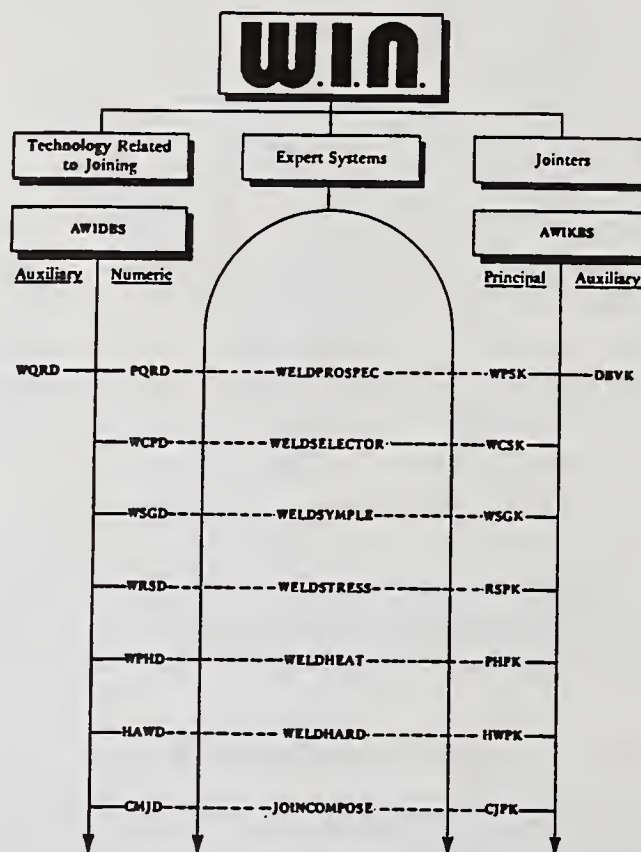 W.I.N.
Technology Related
to Joining
Expert Systems
Jointers
AWIDBS
AWIKBS
Auxiliary Numeric
Principal Auxiliary
WQRD PQRD WELDPROSPEC WPSK DBVK
WCPD WELDSELECTOR WCSK
WSGD WELDSYMPLE WSGK
WRSD WELDSTRESS RSPK
WPHD WELDHEAT PHPK
HAWD WELDHARD HWPK
CMJD JOINCOMPOSE CJPK